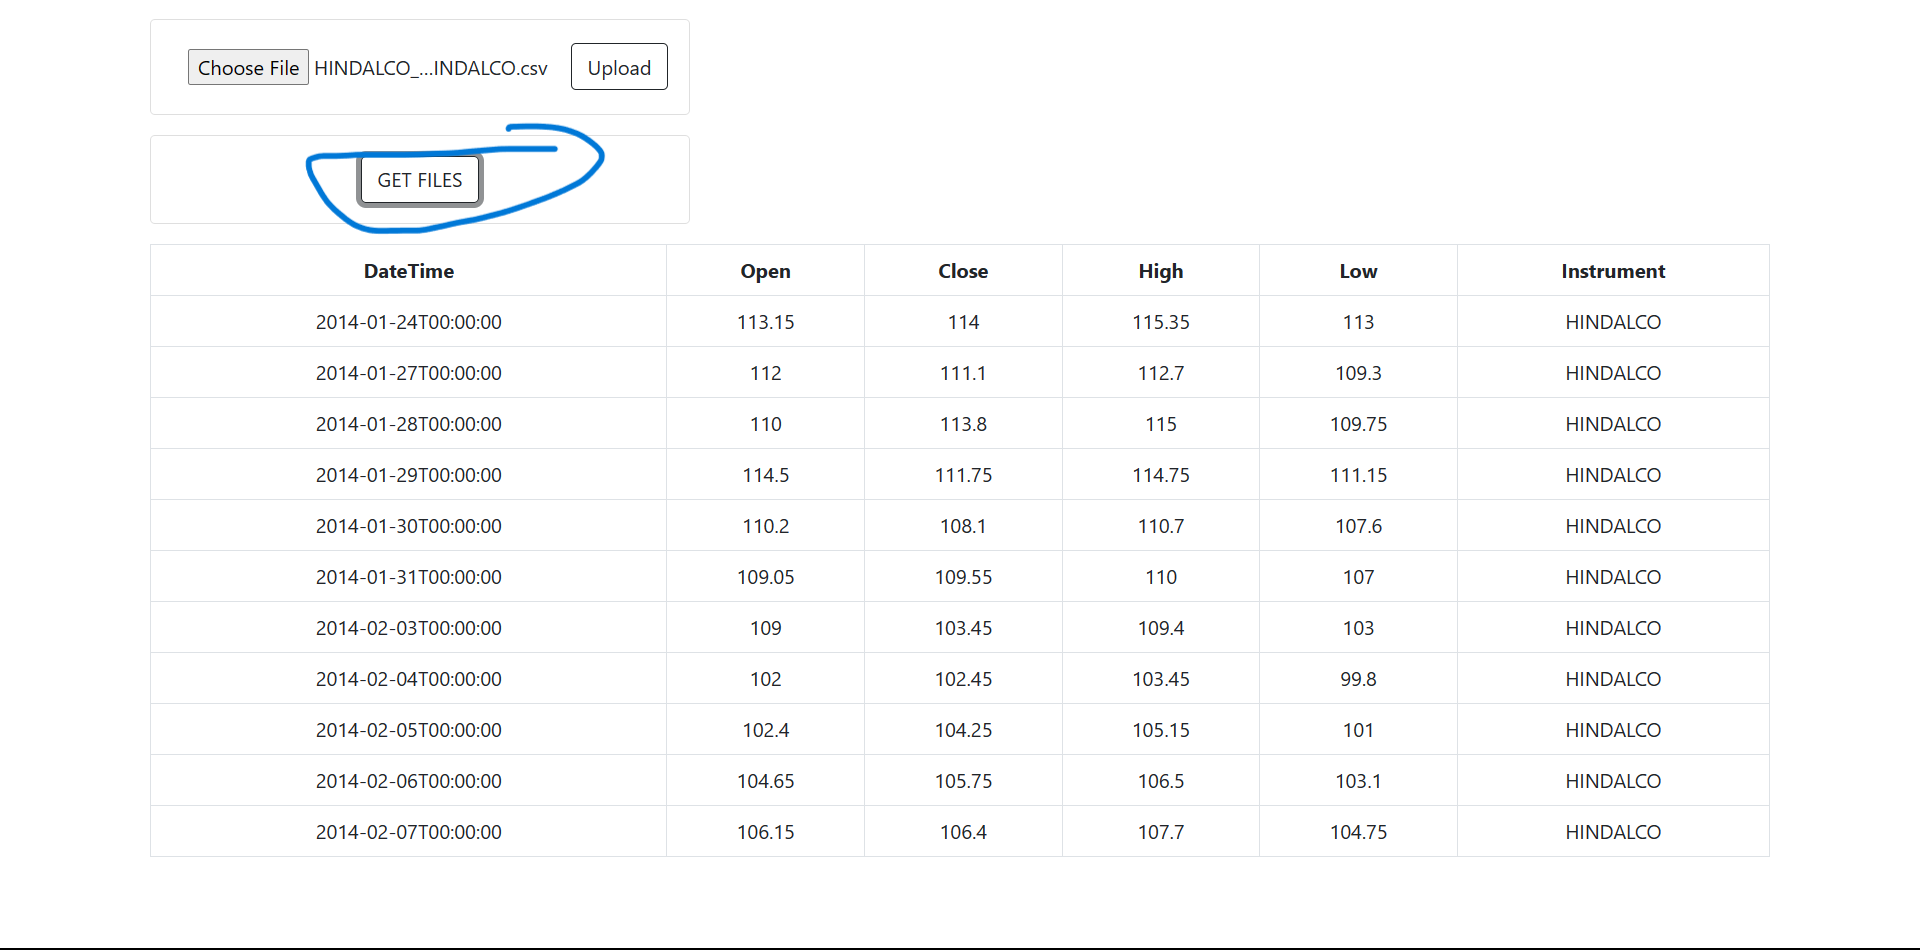 Choose File HINDALCO_...INDALCO.csv Upload
GET FILES
DateTime Open Close High Low Instrument
2014-01-24T00:00:00 113.15 114 115.35 113 HINDALCO
2014-01-27T00:00:00 112 111.1 112.7 109.3 HINDALCO
2014-01-28T00:00:00 110 113.8 115 109.75 HINDALCO
2014-01-29T00:00:00 114.5 111.75 114.75 111.15 HINDALCO
2014-01-30T00:00:00 110.2 108.1 110.7 107.6 HINDALCO
2014-01-31T00:00:00 109.05 109.55 110 107 HINDALCO
2014-02-03T00:00:00 109 103.45 109.4 103 HINDALCO
2014-02-04T00:00:00 102 102.45 103.45 99.8 HINDALCO
2014-02-05T00:00:00 102.4 104.25 105.15 101 HINDALCO
2014-02-06T00:00:00 104.65 105.75 106.5 103.1 HINDALCO
2014-02-07T00:00:00 106.15 106.4 107.7 104.75 HINDALCO